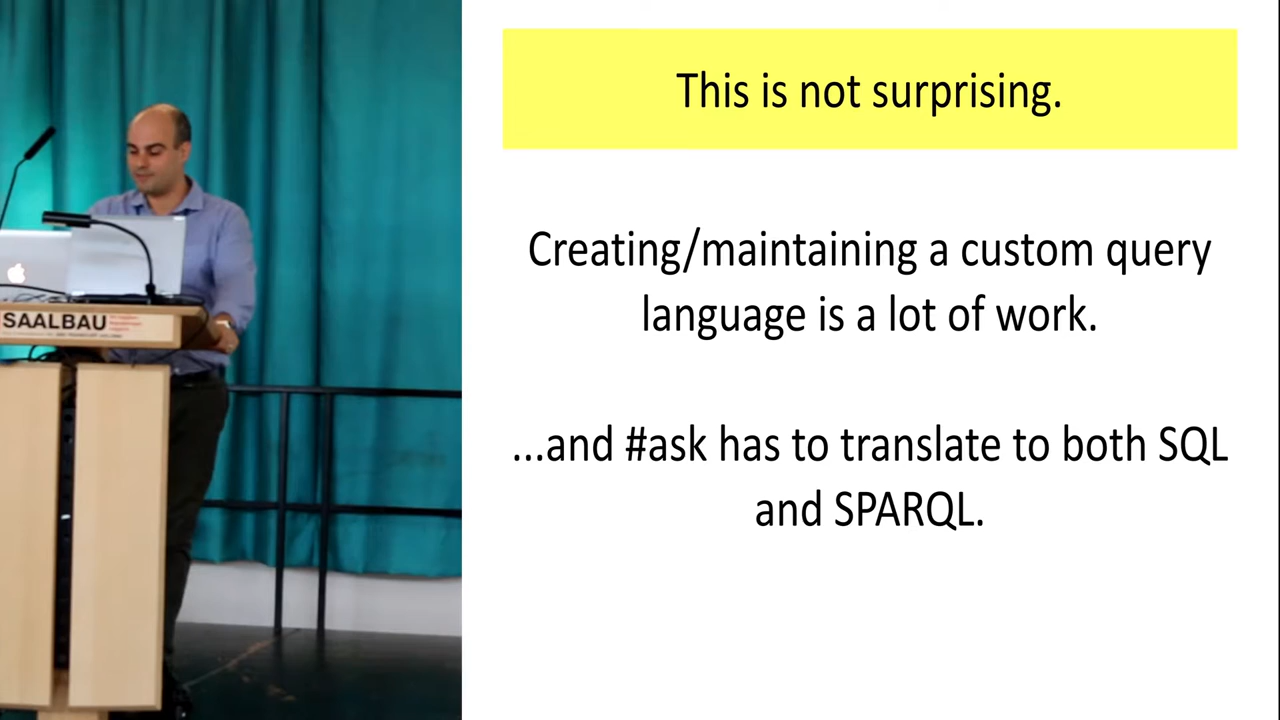 This is not surprising.
Creating/maintaining a custom query
language is a lot of work.
...and #ask has to translate to both SQL
and SPARQL.
SAALBAU